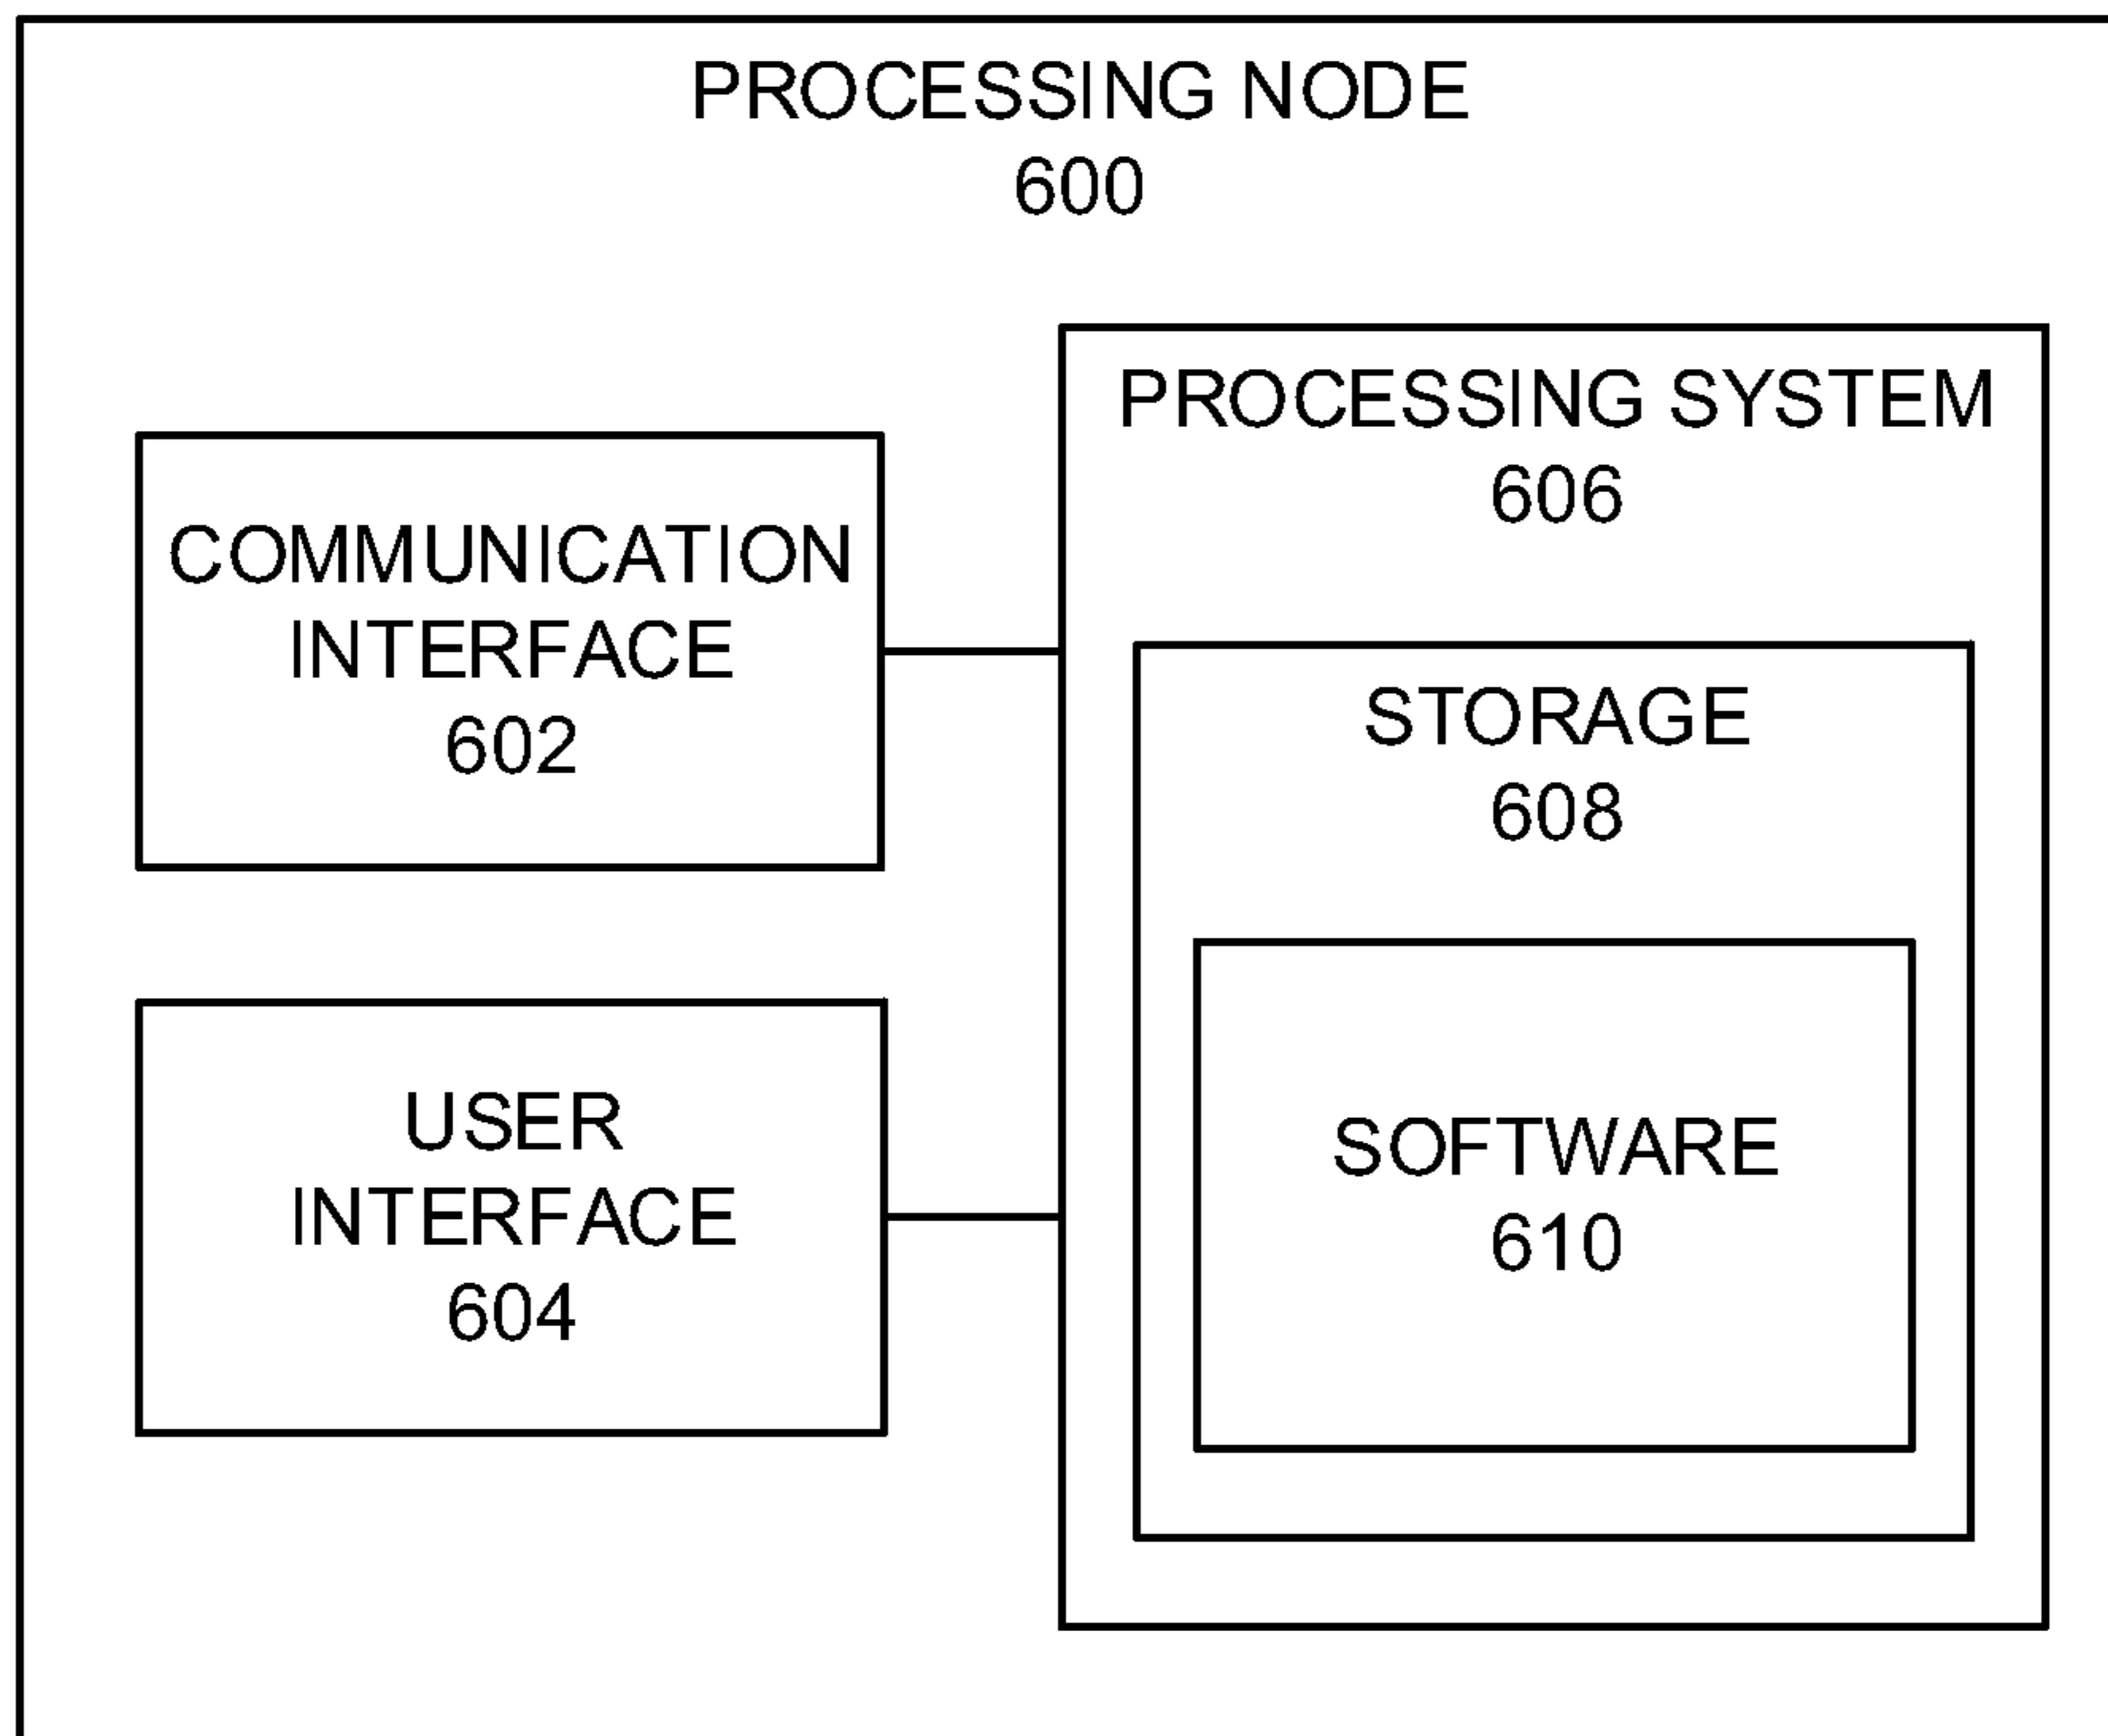 PROCESSING NODE
600
PROCESSING SYSTEM
606
COMMUNICATION
INTERFACE
602
STORAGE
608
USER
INTERFACE
604
SOFTWARE
610